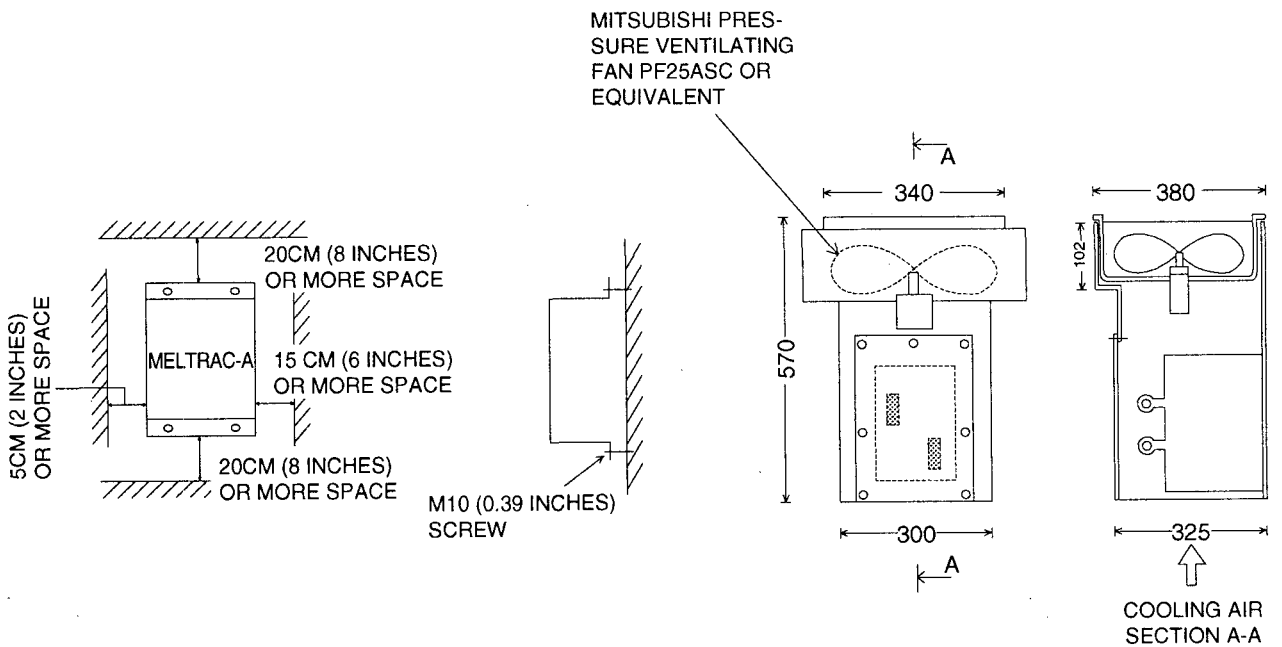 MITSUBISHI PRES-
SURE VENTILATING
FAN PF25ASC OR
EQUIVALENT
A
340
380
102
570
20CM (8 INCHES)
OR MORE SPACE
5CM (2 INCHES)
OR MORE SPACE
MELTRAC-A
15 CM (6 INCHES)
OR MORE SPACE
20CM (8 INCHES)
OR MORE SPACE
M10 (0.39 INCHES)
SCREW
300
325
A
COOLING AIR
SECTION A-A